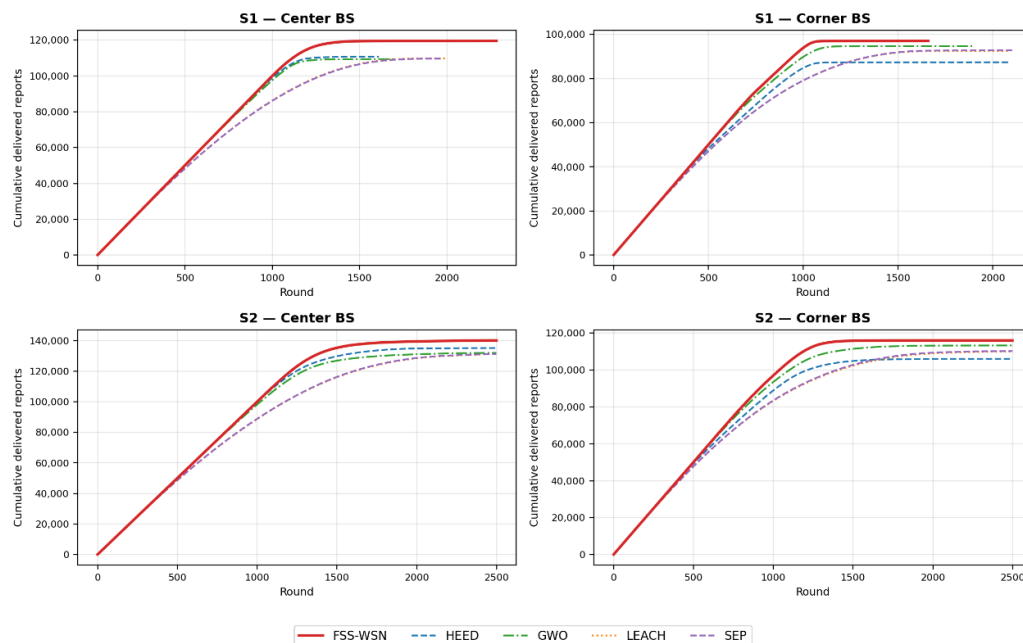 S1 — Center BS
S1 — Corner BS
Cumulative delivered reports
120,000
100,000
80,000
60,000
40,000
20,000
0
0 500 1000 1500 2000
Round
Cumulative delivered reports
100,000
80,000
60,000
40,000
20,000
0
0 500 1000 1500 2000
Round
S2 — Center BS
S2 — Corner BS
Cumulative delivered reports
140,000
120,000
100,000
80,000
60,000
40,000
20,000
0
0 500 1000 1500 2000 2500
Round
Cumulative delivered reports
120,000
100,000
80,000
60,000
40,000
20,000
0
0 500 1000 1500 2000 2500
Round
FSS-WSN HEED GWO LEACH SEP